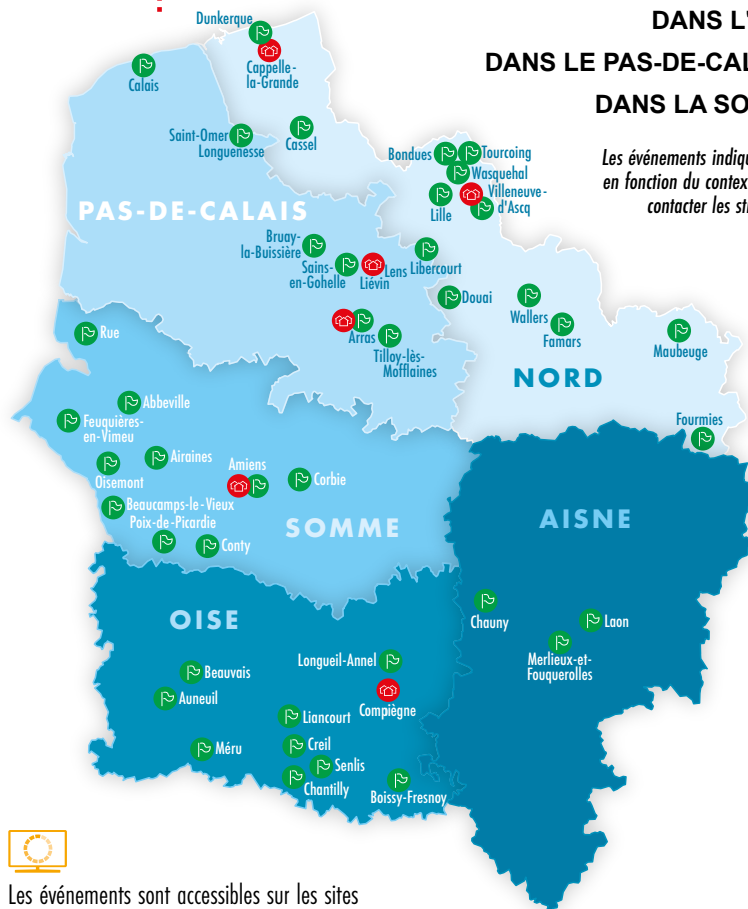 DANS L'
DANS LE PAS-DE-CAL
DANS LA SO
Les événements indiqu
en fonction du contex
contacter les st
Dunkerque
Cappelle-
la-Grande
Calais
Saint-Omer
Longuenesse
Cassel
Bondues
Tourcoing
Wasquehal
Lille
Villeneuve-
d'Ascq
PAS-DE-CALAIS
Bruay-
la-Buissière
Sains-
en-Gohelle
Lens
Liévin
Libercourt
Douai
Arras
Tilloy-lès-
Mofflaines
Wallers
Famars
Maubeuge
NORD
Fourmies
Rue
Abbeville
Feuquières-
en-Vimeu
Airaines
Oisemont
Amiens
Corbie
Beaucamps-le-Vieux
Poix-de-Picardie
Conty
SOMME
AISNE
Chauny
Laon
Merlieux-et-
Fouquerolles
OISE
Longueil-Annel
Beauvais
Auneuil
Compiègne
Liancourt
Méru
Creil
Senlis
Chantilly
Boissy-Fresnoy
Les événements sont accessibles sur les sites